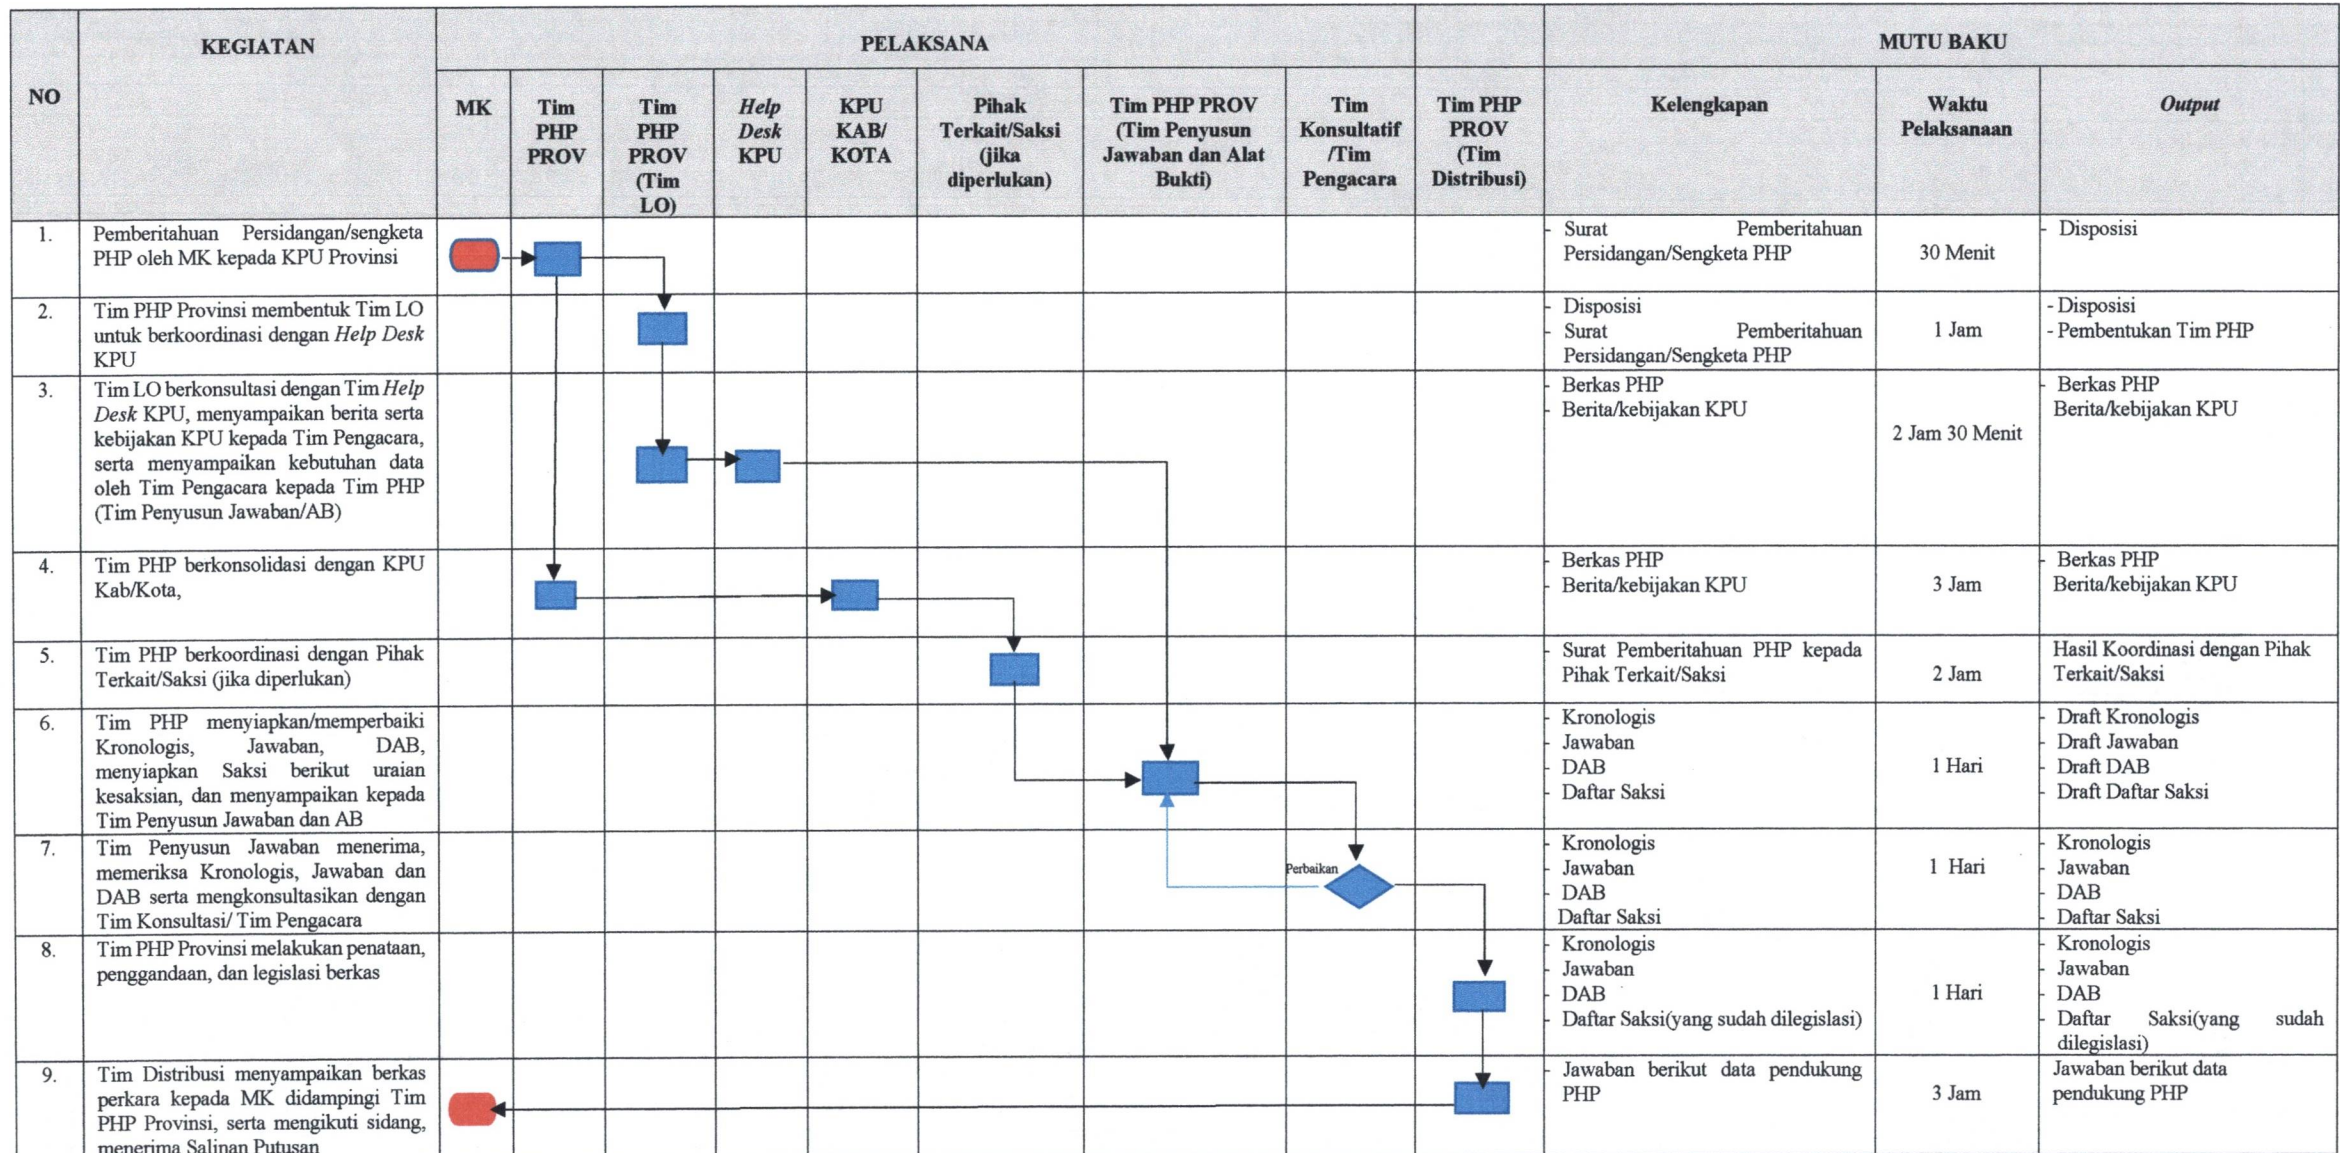 NO
KEGIATAN
PELAKSANA
MUTU BAKU
MK
Tim
PHP
PROV
Tim
PHP
PROV
(Tim
LO)
Help
Desk
KPU
KPU
KAB/
KOTA
Pihak
Terkait/Saksi
(jika
diperlukan)
Tim PHP PROV
(Tim Penyusun
Jawaban dan Alat
Bukti)
Tim
Konsultatif
/Tim
Pengacara
Tim PHP
PROV
(Tim
Distribusi)
Kelengkapan
Waktu
Pelaksanaan
Output
1.
Pemberitahuan Persidangan/sengketa
PHP oleh MK kepada KPU Provinsi
- Surat Pemberitahuan
Persidangan/Sengketa PHP
30 Menit
- Disposisi
2.
Tim PHP Provinsi membentuk Tim LO
untuk berkoordinasi dengan Help Desk
KPU
- Disposisi
- Surat Pemberitahuan
Persidangan/Sengketa PHP
1 Jam
- Disposisi
- Pembentukan Tim PHP
3.
Tim LO berkonsultasi dengan Tim Help
Desk KPU, menyampaikan berita serta
kebijakan KPU kepada Tim Pengacara,
serta menyampaikan kebutuhan data
oleh Tim Pengacara kepada Tim PHP
(Tim Penyusun Jawaban/AB)
- Berkas PHP
- Berita/kebijakan KPU
2 Jam 30 Menit
- Berkas PHP
Berita/kebijakan KPU
4.
Tim PHP berkonsolidasi dengan KPU
Kab/Kota,
- Berkas PHP
- Berita/kebijakan KPU
3 Jam
- Berkas PHP
Berita/kebijakan KPU
5.
Tim PHP berkoordinasi dengan Pihak
Terkait/Saksi (jika diperlukan)
- Surat Pemberitahuan PHP kepada
Pihak Terkait/Saksi
2 Jam
Hasil Koordinasi dengan Pihak
Terkait/Saksi
6.
Tim PHP menyiapkan/memperbaiki
Kronologis, Jawaban, DAB,
menyiapkan Saksi berikut uraian
kesaksian, dan menyampaikan kepada
Tim Penyusun Jawaban dan AB
- Kronologis
- Jawaban
- DAB
- Daftar Saksi
1 Hari
- Draft Kronologis
- Draft Jawaban
- Draft DAB
- Draft Daftar Saksi
7.
Tim Penyusun Jawaban menerima,
memeriksa Kronologis, Jawaban dan
DAB serta mengkonsultasikan dengan
Tim Konsultasi/ Tim Pengacara
Perbaikan
- Kronologis
- Jawaban
- DAB
Daftar Saksi
1 Hari
- Kronologis
- Jawaban
- DAB
- Daftar Saksi
8.
Tim PHP Provinsi melakukan penataan,
penggandaan, dan legislasi berkas
- Kronologis
- Jawaban
- DAB
- Daftar Saksi(yang sudah dilegislasi)
1 Hari
- Kronologis
- Jawaban
- DAB
- Daftar Saksi(yang sudah
dilegislasi)
9.
Tim Distribusi menyampaikan berkas
perkara kepada MK didampingi Tim
PHP Provinsi, serta mengikuti sidang,
menerima Salinan Putusan
- Jawaban berikut data pendukung
PHP
3 Jam
Jawaban berikut data
pendukung PHP